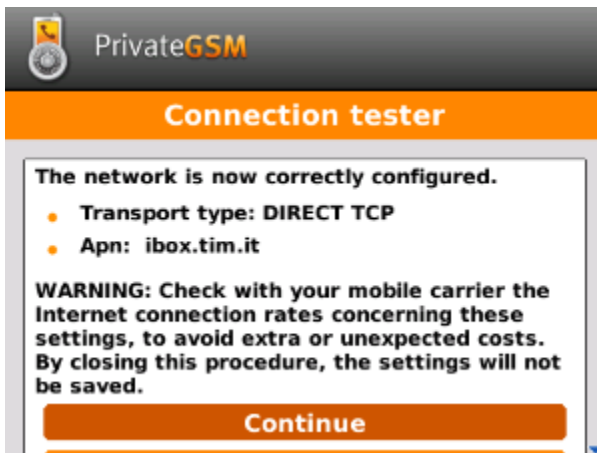 PrivateGSM
Connection tester
The network is now correctly configured.
Transport type: DIRECT TCP
Apn: ibox.tim.it
WARNING: Check with your mobile carrier the
Internet connection rates concerning these
settings, to avoid extra or unexpected costs.
By closing this procedure, the settings will not
be saved.
Continue